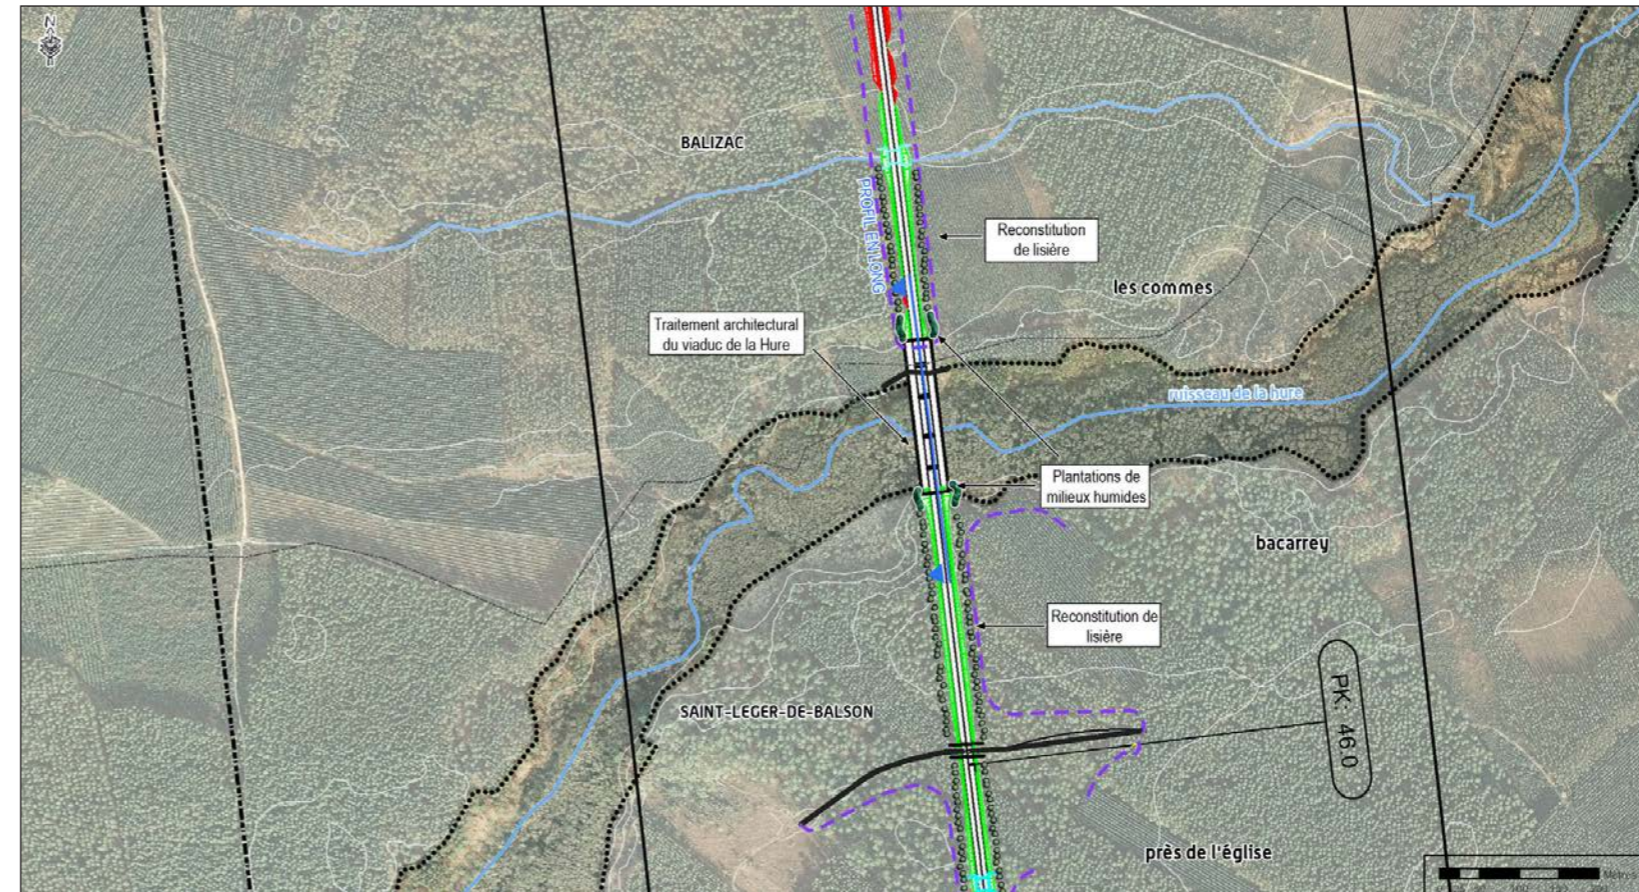 N
BALIZAC
PROFIL EN LONG
Reconstitution
de lisière
les commes
Traitement architectural
du viaduc de la Hure
ruisseau de la hure
Plantations de
milieux humides
bacarrey
Reconstitution de
lisière
PK: 46.0
SAINT-LEGER-DE-BALSON
près de l'église
Mètres